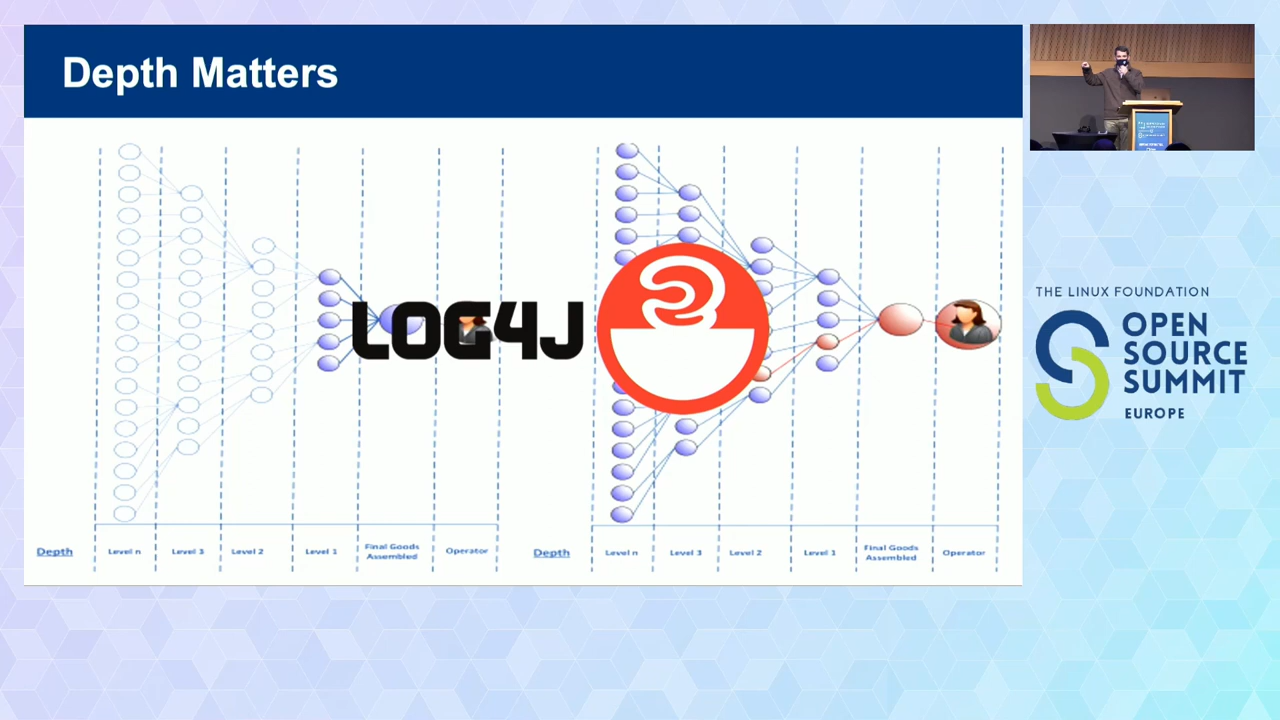 Depth Matters
LOG4J
Depth
Level n
Level 3
Level 2
Level 1
Final Goods
Assembled
Operator
Depth
Level n
Level 3
Level 2
Level 1
Final Goods
Assembled
Operator
THE LINUX FOUNDATION
OPEN
SOURCE
SUMMIT
EUROPE